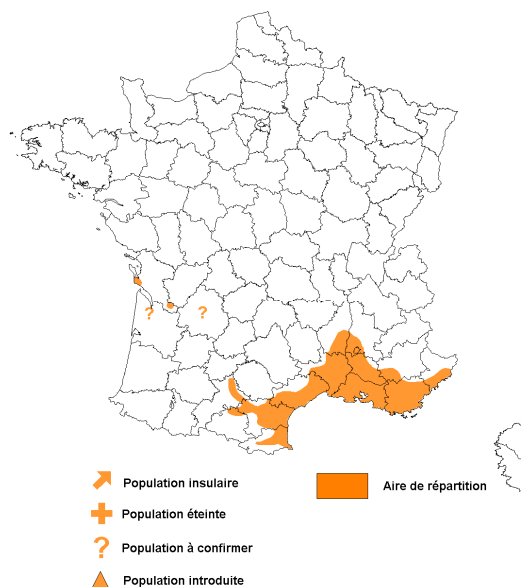 ?
?
Population insulaire
Aire de répartition
Population éteinte
? Population à confirmer
Population introduite